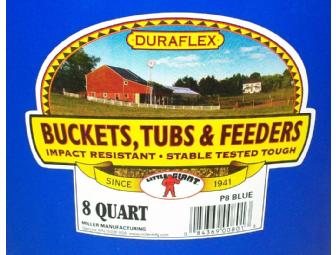 DURAFLEX
BUCKETS, TUBS & FEEDERS
IMPACT RESISTANT • STABLE TESTED TOUGH
SINCE LITTLE GIANT 1941
8 QUART
P8 BLUE
MILLER MANUFACTURING